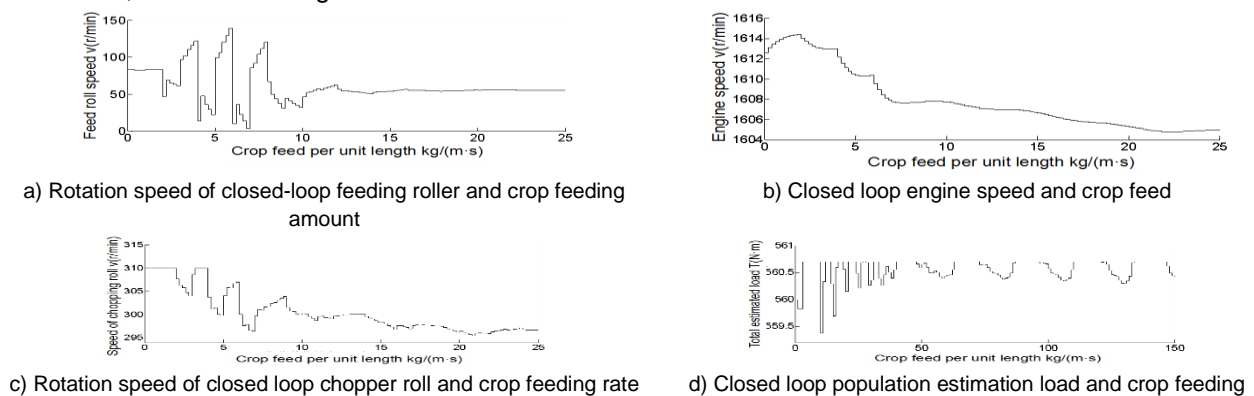 150
100
50
0
Feed roll speed v(r/min)
0 5 10 15 20 25
Crop feed per unit length kg/(m·s)
1616
1614
1612
1610
1608
1606
1604
Engine speed v(r/min)
0 5 10 15 20 25
Crop feed per unit length kg/(m·s)
a) Rotation speed of closed-loop feeding roller and crop feeding
amount
b) Closed loop engine speed and crop feed
315
310
305
300
295
Speed of chopping roll v(r/min)
0 5 10 15 20 25
Crop feed per unit length kg/(m·s)
561
560.5
560
559.5
Total estimated load T(N·m)
0 50 100 150
Crop feed per unit length kg/(m·s)
c) Rotation speed of closed loop chopper roll and crop feeding rate
d) Closed loop population estimation load and crop feeding